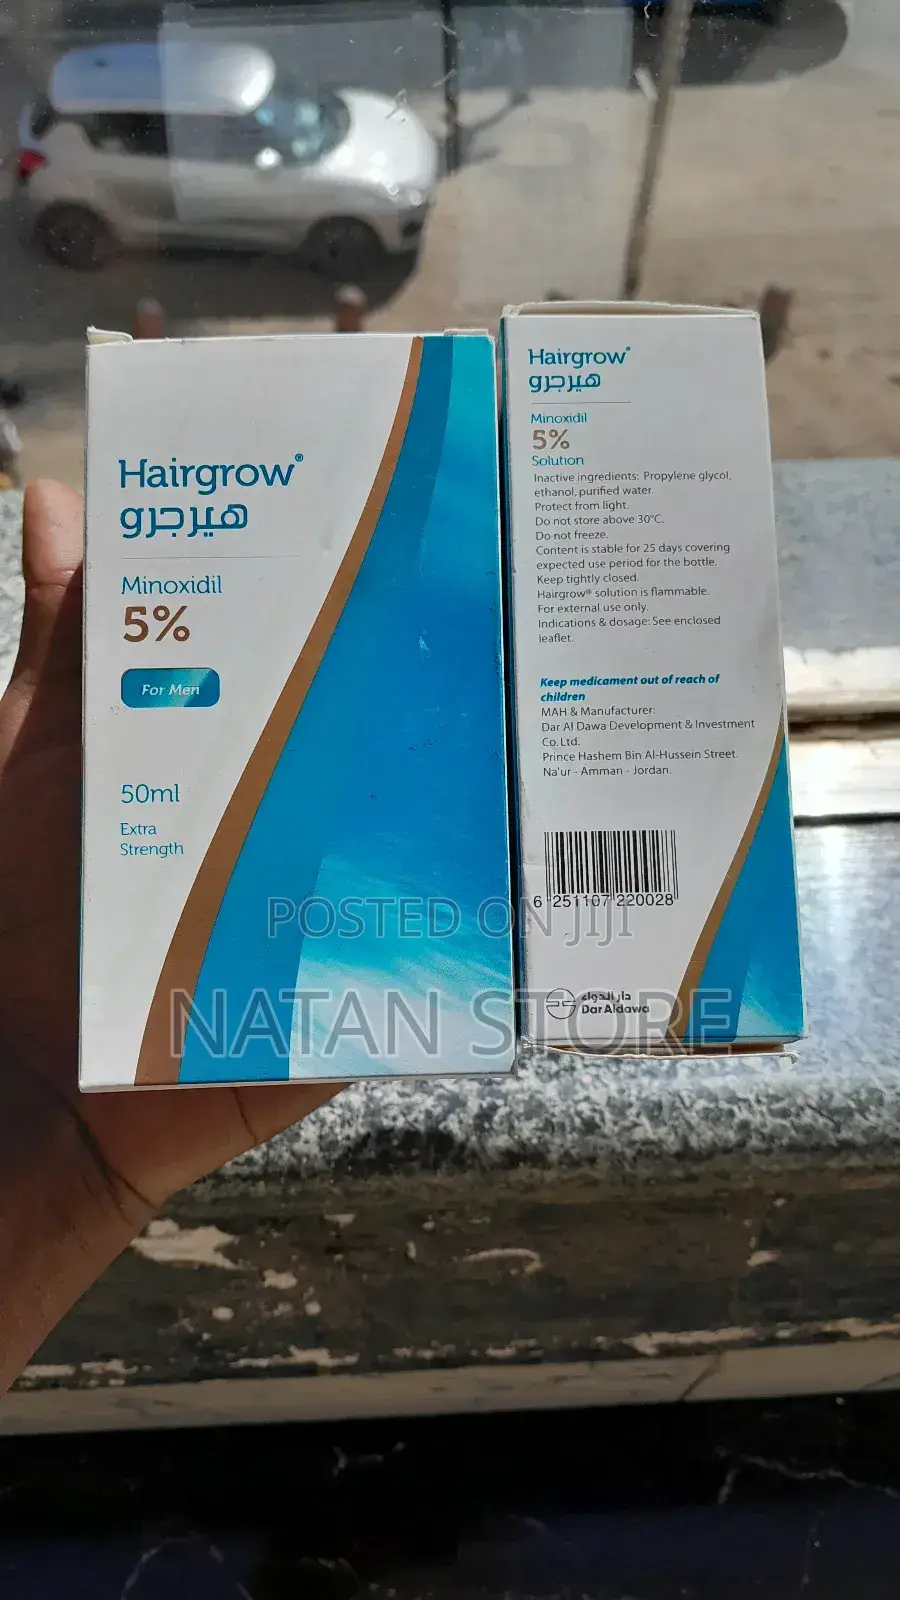 Hairgrow®
هيرجرو
Minoxidil
5%
For Men
50ml
Extra
Strength
Hairgrow®
هيرجرو
Minoxidil
5%
Solution
Inactive ingredients: Propylene glycol,
ethanol, purified water.
Protect from light.
Do not store above 30°C.
Do not freeze.
Content is stable for 25 days covering
expected use period for the bottle.
Keep tightly closed.
Hairgrow® solution is flammable.
For external use only.
Indications & dosage: See enclosed
leaflet.
Keep medicament out of reach of
children
MAH & Manufacturer:
Dar Al Dawa Development & Investment
Co. Ltd.
Prince Hashem Bin Al-Hussein Street.
Na'ur - Amman - Jordan.
6 251107 220028
دار الدواء
Dar Aldawa
POSTED ON JIJI
NATAN STORE